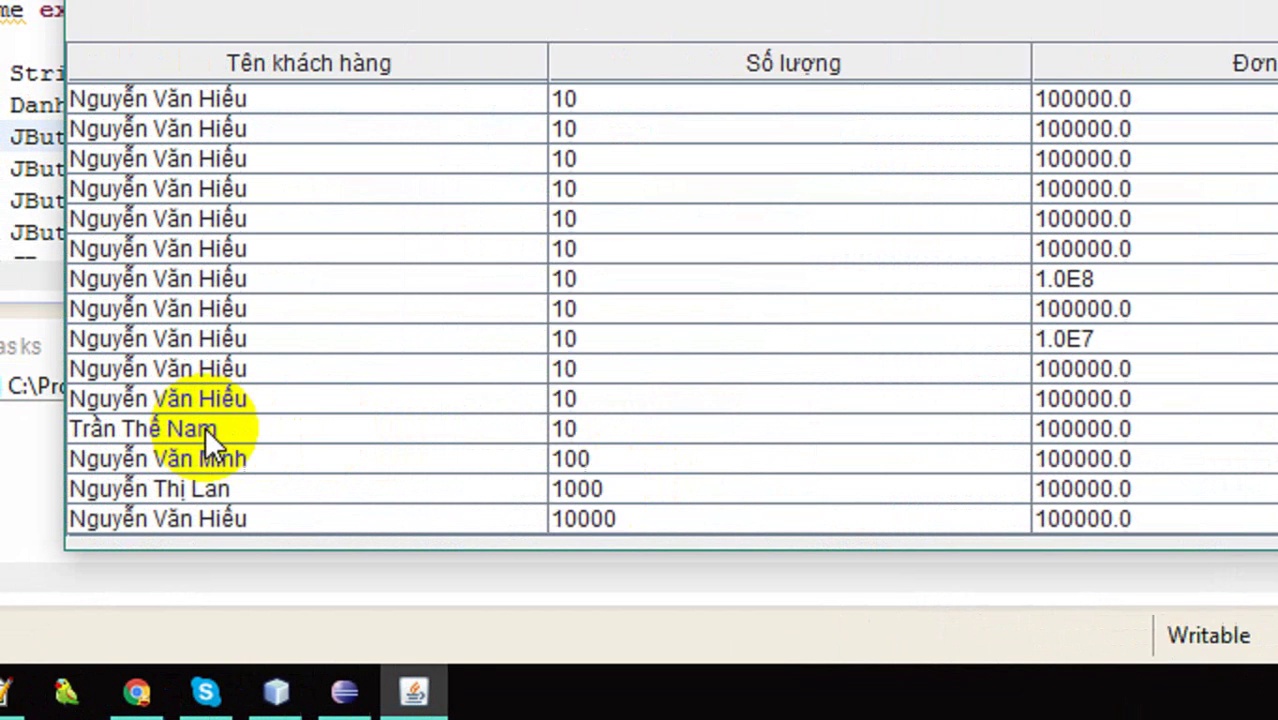 me ex
Stri
Danh
JBut
JBut
JBut
JBut
asks
C:\Pro
Tên khách hàng Số lượng Đơn
Nguyễn Văn Hiếu 10 100000.0
Nguyễn Văn Hiếu 10 100000.0
Nguyễn Văn Hiếu 10 100000.0
Nguyễn Văn Hiếu 10 100000.0
Nguyễn Văn Hiếu 10 100000.0
Nguyễn Văn Hiếu 10 100000.0
Nguyễn Văn Hiếu 10 1.0E8
Nguyễn Văn Hiếu 10 100000.0
Nguyễn Văn Hiếu 10 1.0E7
Nguyễn Văn Hiếu 10 100000.0
Nguyễn Văn Hiếu 10 100000.0
Trần Thế Nam 10 100000.0
Nguyễn Văn Minh 100 100000.0
Nguyễn Thị Lan 1000 100000.0
Nguyễn Văn Hiếu 10000 100000.0
Writable